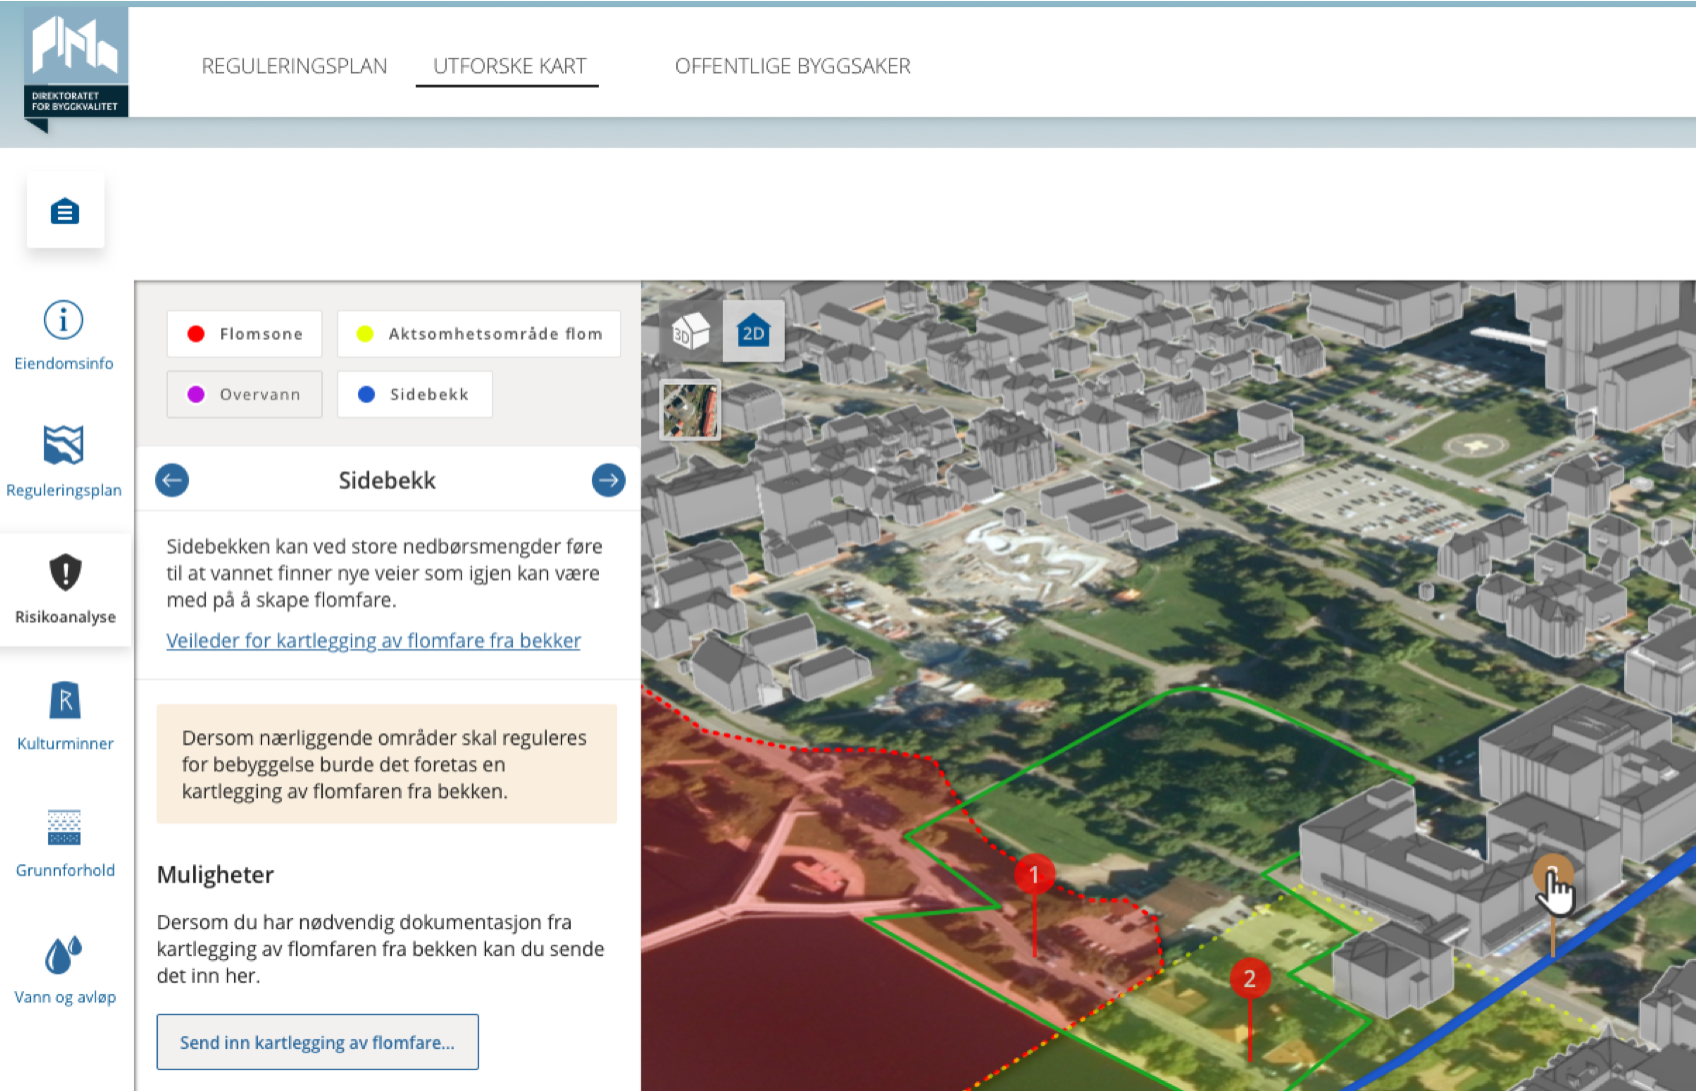 DIREKTORATET
FOR BYGGKVALITET
REGULERINGSPLAN
UTFORSKE KART
OFFENTLIGE BYGGSAKER
Eiendomsinfo
Reguleringsplan
Risikoanalyse
R
Kulturminner
Grunnforhold
Vann og avløp
Flomsone
Aktsomhetsområde flom
Overvann
Sidebekk
Sidebekk
Sidebekken kan ved store nedbørsmengder føre
til at vannet finner nye veier som igjen kan være
med på å skape flomfare.
Veileder for kartlegging av flomfare fra bekker
Dersom nærliggende områder skal reguleres
for bebyggelse burde det foretas en
kartlegging av flomfaren fra bekken.
Muligheter
Dersom du har nødvendig dokumentasjon fra
kartlegging av flomfaren fra bekken kan du sende
det inn her.
Send inn kartlegging av flomfare...
3D
2D
1
2